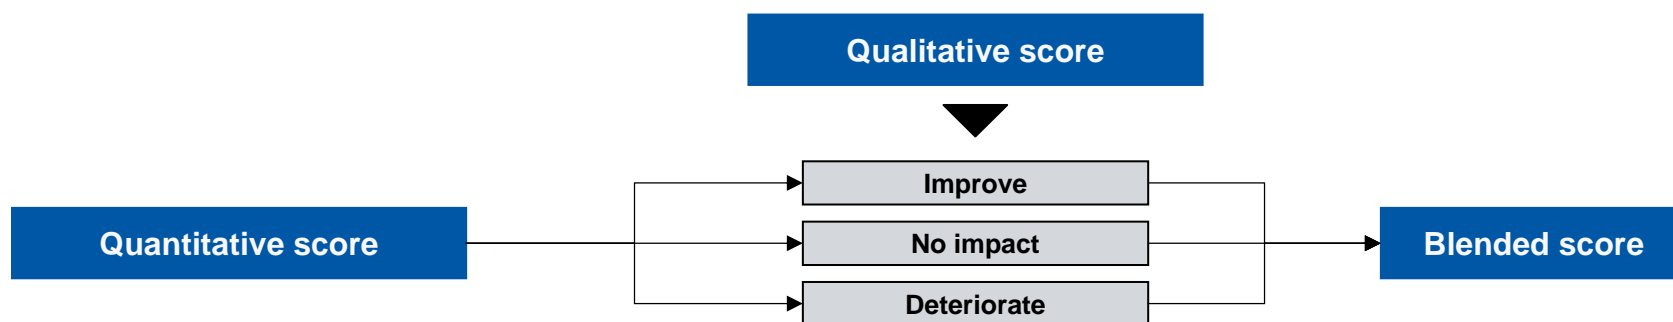 Qualitative score
Improve
Quantitative score
No impact
Blended score
Deteriorate